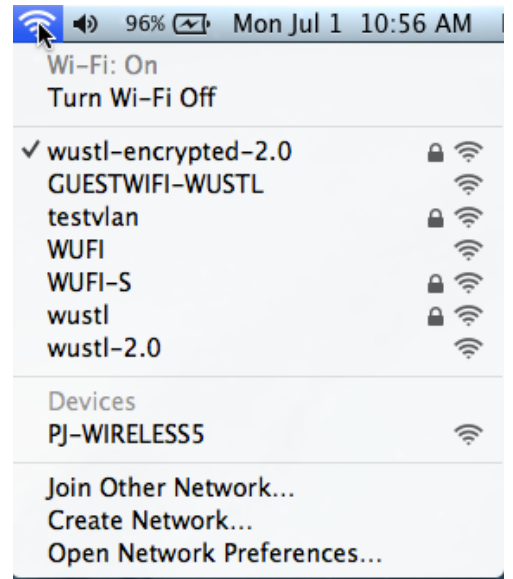 96% Mon Jul 1 10:56 AM
Wi-Fi: On
Turn Wi-Fi Off
wustl-encrypted-2.0
GUESTWIFI-WUSTL
testvlan
WUFI
WUFI-S
wustl
wustl-2.0
Devices
PJ-WIRELESS5
Join Other Network...
Create Network...
Open Network Preferences...